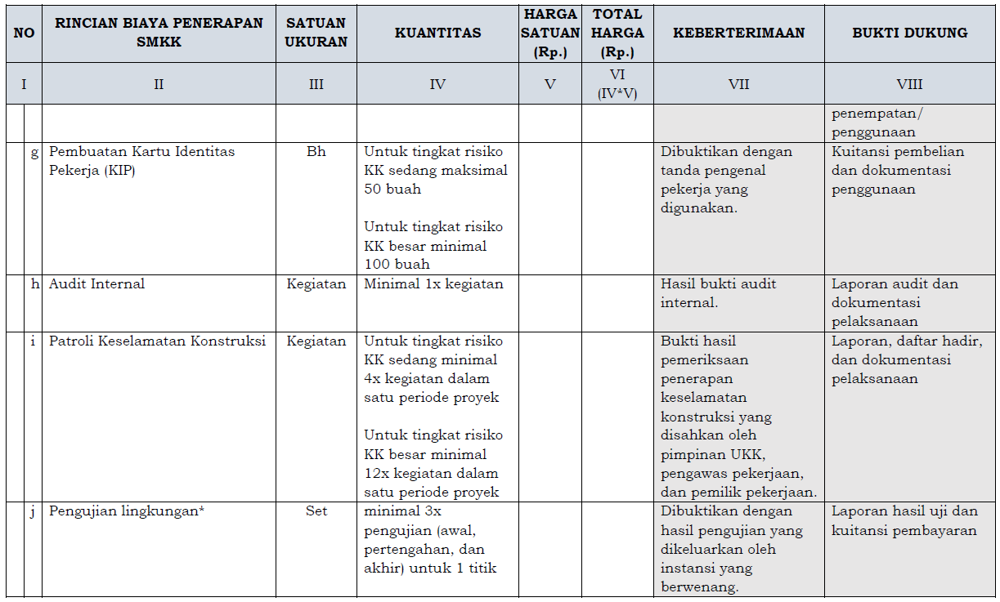 NO
RINCIAN BIAYA PENERAPAN
SMKK
SATUAN
UKURAN
KUANTITAS
HARGA
SATUAN
(Rp.)
TOTAL
HARGA
(Rp.)
KEBERTERIMAAN
BUKTI DUKUNG
I
II
III
IV
V
VI
(IV*V)
VII
VIII
penempatan/
penggunaan
g
Pembuatan Kartu Identitas
Pekerja (KIP)
Bh
Untuk tingkat risiko
KK sedang maksimal
50 buah
Untuk tingkat risiko
KK besar minimal
100 buah
Dibuktikan dengan
tanda pengenal
pekerja yang
digunakan.
Kuitansi pembelian
dan dokumentasi
penggunaan
h
Audit Internal
Kegiatan
Minimal 1x kegiatan
Hasil bukti audit
internal.
Laporan audit dan
dokumentasi
pelaksanaan
i
Patroli Keselamatan Konstruksi
Kegiatan
Untuk tingkat risiko
KK sedang minimal
4x kegiatan dalam
satu periode proyek
Untuk tingkat risiko
KK besar minimal
12x kegiatan dalam
satu periode proyek
Bukti hasil
pemeriksaan
penerapan
keselamatan
konstruksi yang
disahkan oleh
pimpinan UKK,
pengawas pekerjaan,
dan pemilik pekerjaan.
Laporan, daftar hadir,
dan dokumentasi
pelaksanaan
j
Pengujian lingkungan*
Set
minimal 3x
pengujian (awal,
pertengahan, dan
akhir) untuk 1 titik
Dibuktikan dengan
hasil pengujian yang
dikeluarkan oleh
instansi yang
berwenang.
Laporan hasil uji dan
kuitansi pembayaran